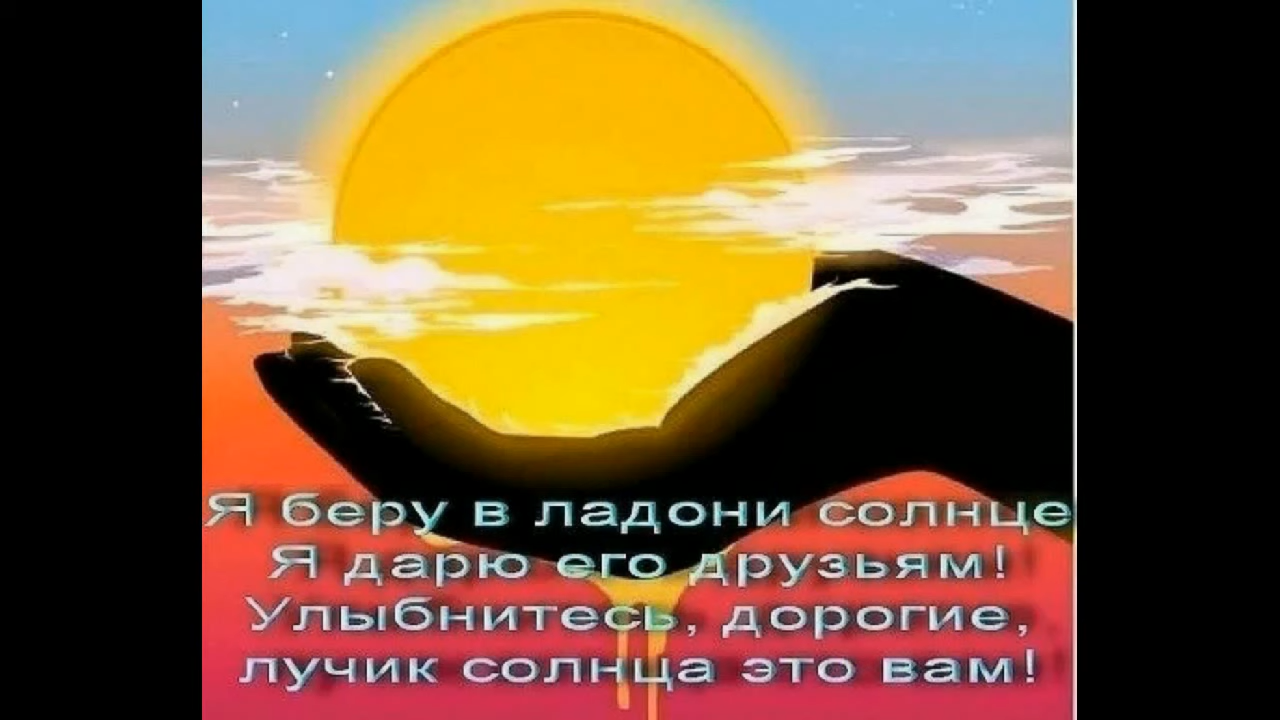 Я беру в ладони солнце
Я дарю его друзьям!
Улыбнитесь, дорогие,
лучик солнца это вам!